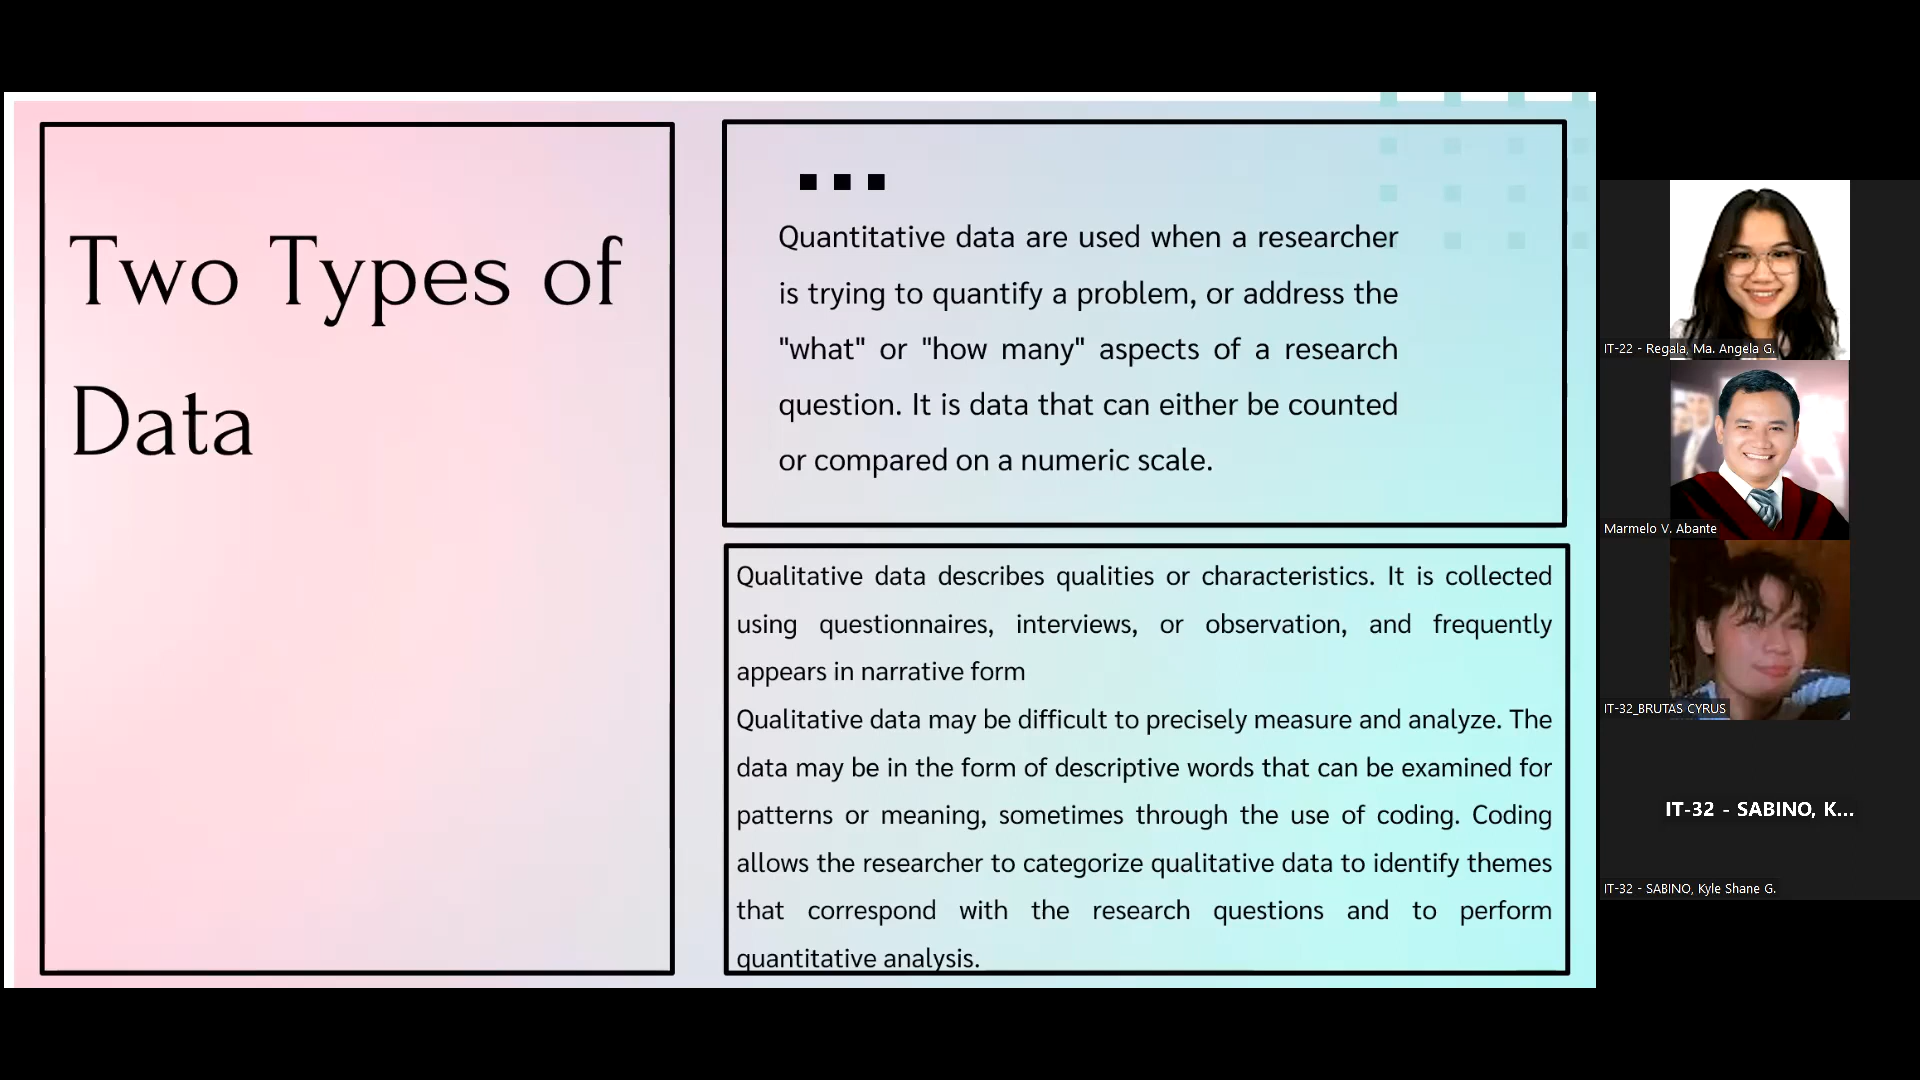 Two Types of
Data
Quantitative data are used when a researcher
is trying to quantify a problem, or address the
"what" or "how many" aspects of a research
question. It is data that can either be counted
or compared on a numeric scale.
Qualitative data describes qualities or characteristics. It is collected
using questionnaires, interviews, or observation, and frequently
appears in narrative form
Qualitative data may be difficult to precisely measure and analyze. The
data may be in the form of descriptive words that can be examined for
patterns or meaning, sometimes through the use of coding. Coding
allows the researcher to categorize qualitative data to identify themes
that correspond with the research questions and to perform
quantitative analysis.
IT-22 - Regala, Ma. Angela G.
Marmelo V. Abante
IT-32_BRUTAS CYRUS
IT-32 - SABINO, K...
IT-32 - SABINO, Kyle Shane G.